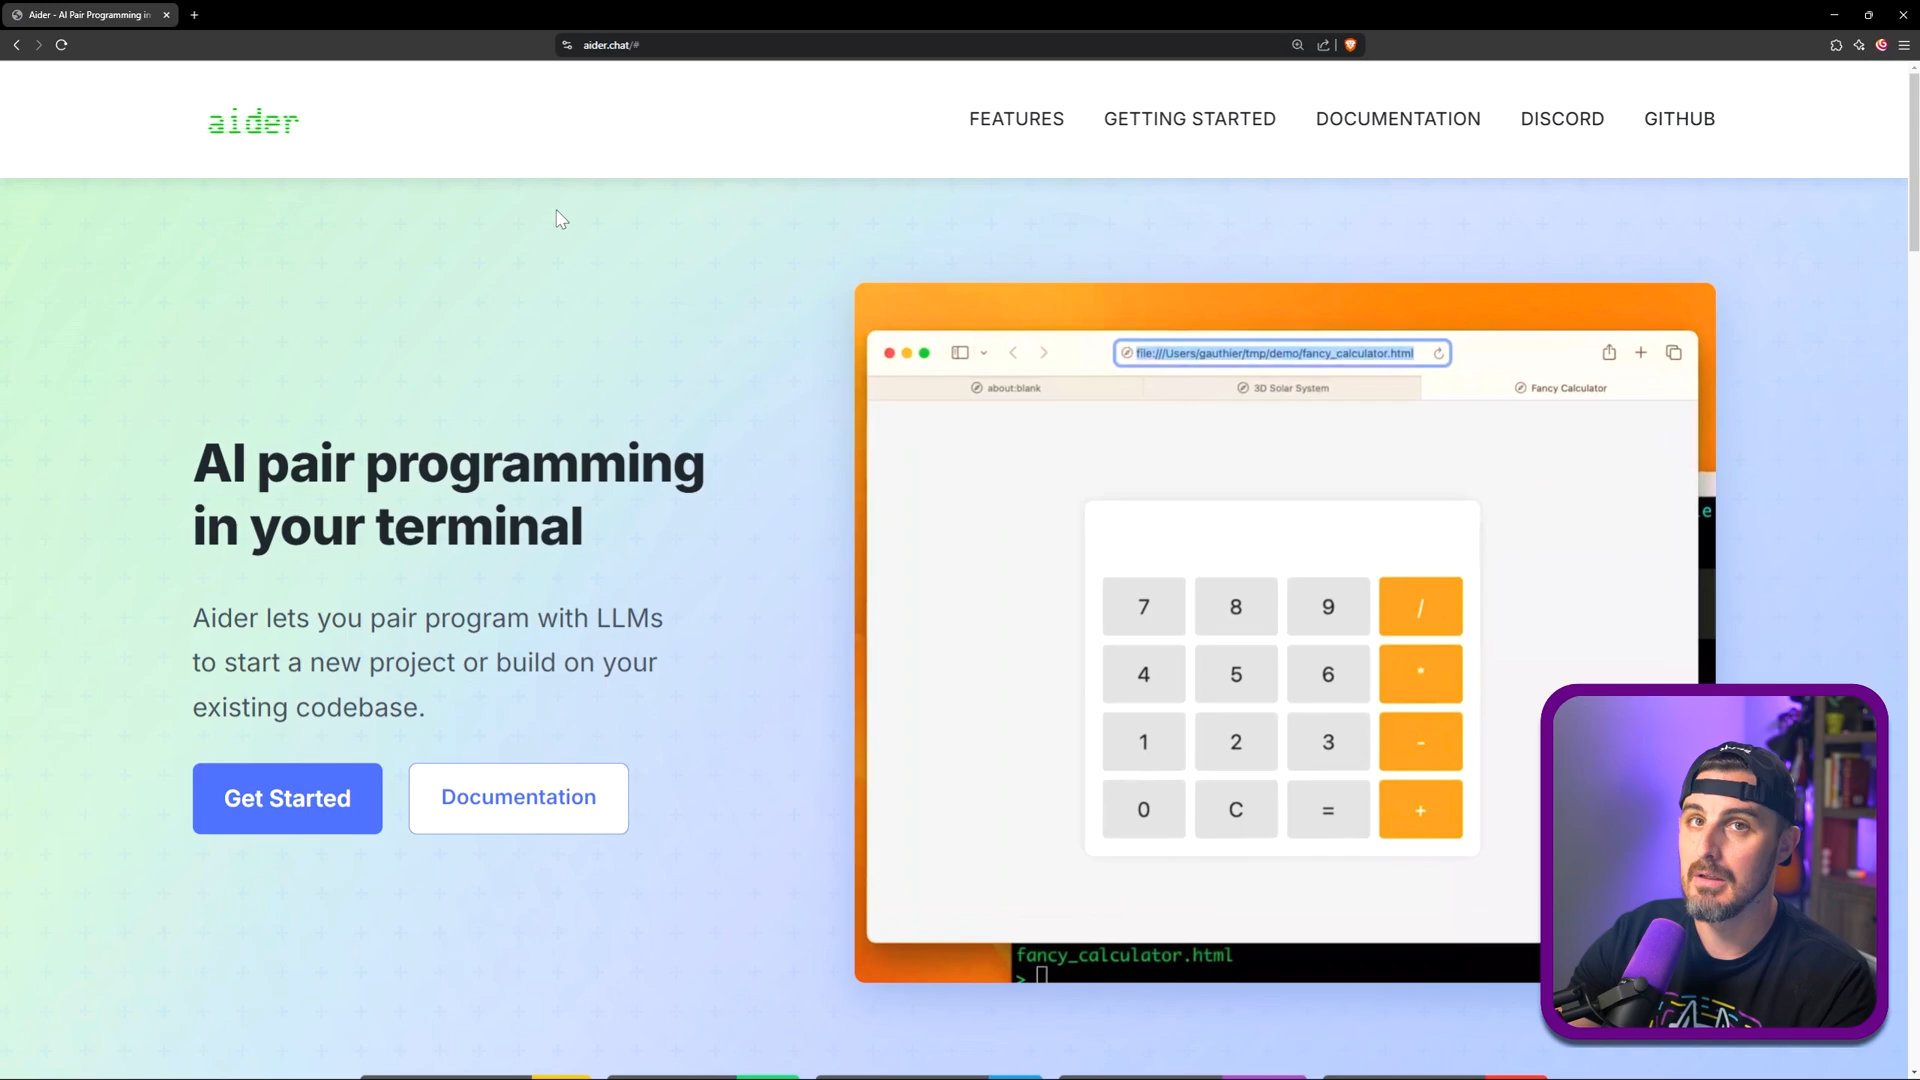 Aider - AI Pair Programming in
aider.chat/#
aider
FEATURES
GETTING STARTED
DOCUMENTATION
DISCORD
GITHUB
AI pair programming
in your terminal
Aider lets you pair program with LLMs
to start a new project or build on your
existing codebase.
Get Started
Documentation
file:///Users/gauthier/tmp/demo/fancy_calculator.html
about:blank
3D Solar System
Fancy Calculator
7 8 9 /
4 5 6 *
1 2 3 -
0 C = +
fancy_calculator.html
>